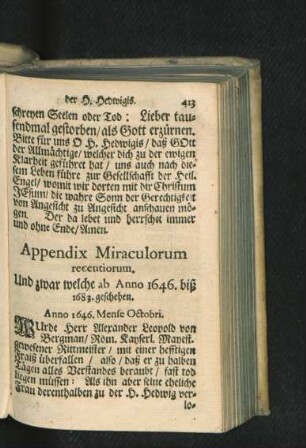 der H. Hedwigis. 413
schreyen Seelen oder Tod: Lieber tau-
sendmal gestorben/ als Gott erzürnen.
Bitte für uns O H. Hedwigis/ daß GOtt
der Allmächtige/ welcher dich zu der ewigen
Klarheit geführet hat/ uns auch nach die-
sem Leben führe zur Gesellschafft der Heil.
Engel/ womit wir dorten mit dir Christum
JEsum/ die wahre Sonn der Gerechtigkeit
von Angesicht zu Angesicht anschauen mö-
gen. Der da lebet und herrschet immer
und ohne Ende/ Amen.
Appendix Miraculorum
recentiorum.
Und zwar welche ab Anno 1646. biß
1683. geschehen.
Anno 1646. Mense Octobri.
WUrde Herr Alexander Leopold von
Bergman/ Röm. Kayserl. Mayest.
gewesener Rittmeister/ mit einer hefftigen
Fraiß überfallen/ also/ daß er zu halben
Tägen alles Verstandes beraubt/ fast tod
ligen müssen: Als ihn aber seine eheliche
Frau derenthalben zu der H. Hedwig ver-
lo-